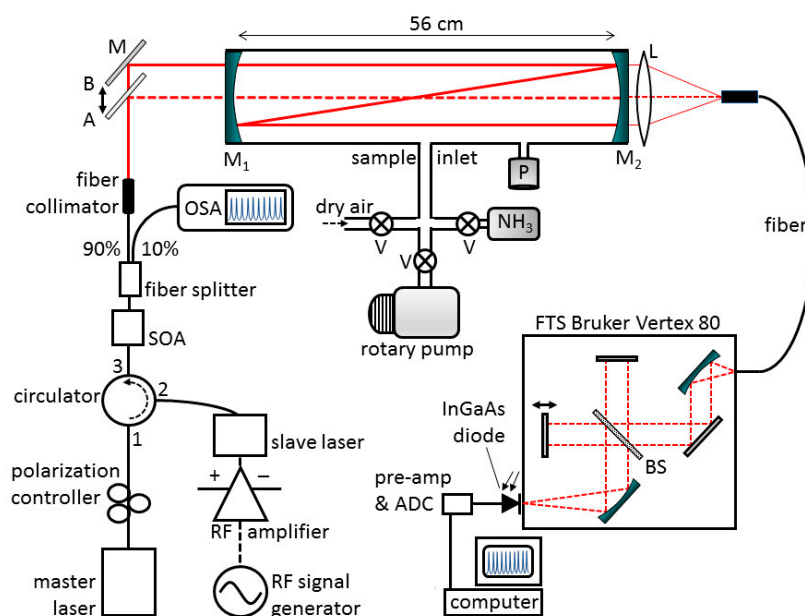 56 cm
M
B
A
L
M1
M2
sample inlet
P
fiber
collimator
OSA
dry air
NH3
V
V
V
90% 10%
fiber splitter
fiber
rotary pump
SOA
FTS Bruker Vertex 80
3
circulator
2
1
InGaAs
diode
slave laser
BS
polarization
controller
+ −
pre-amp
& ADC
RF amplifier
master
laser
RF signal
generator
computer